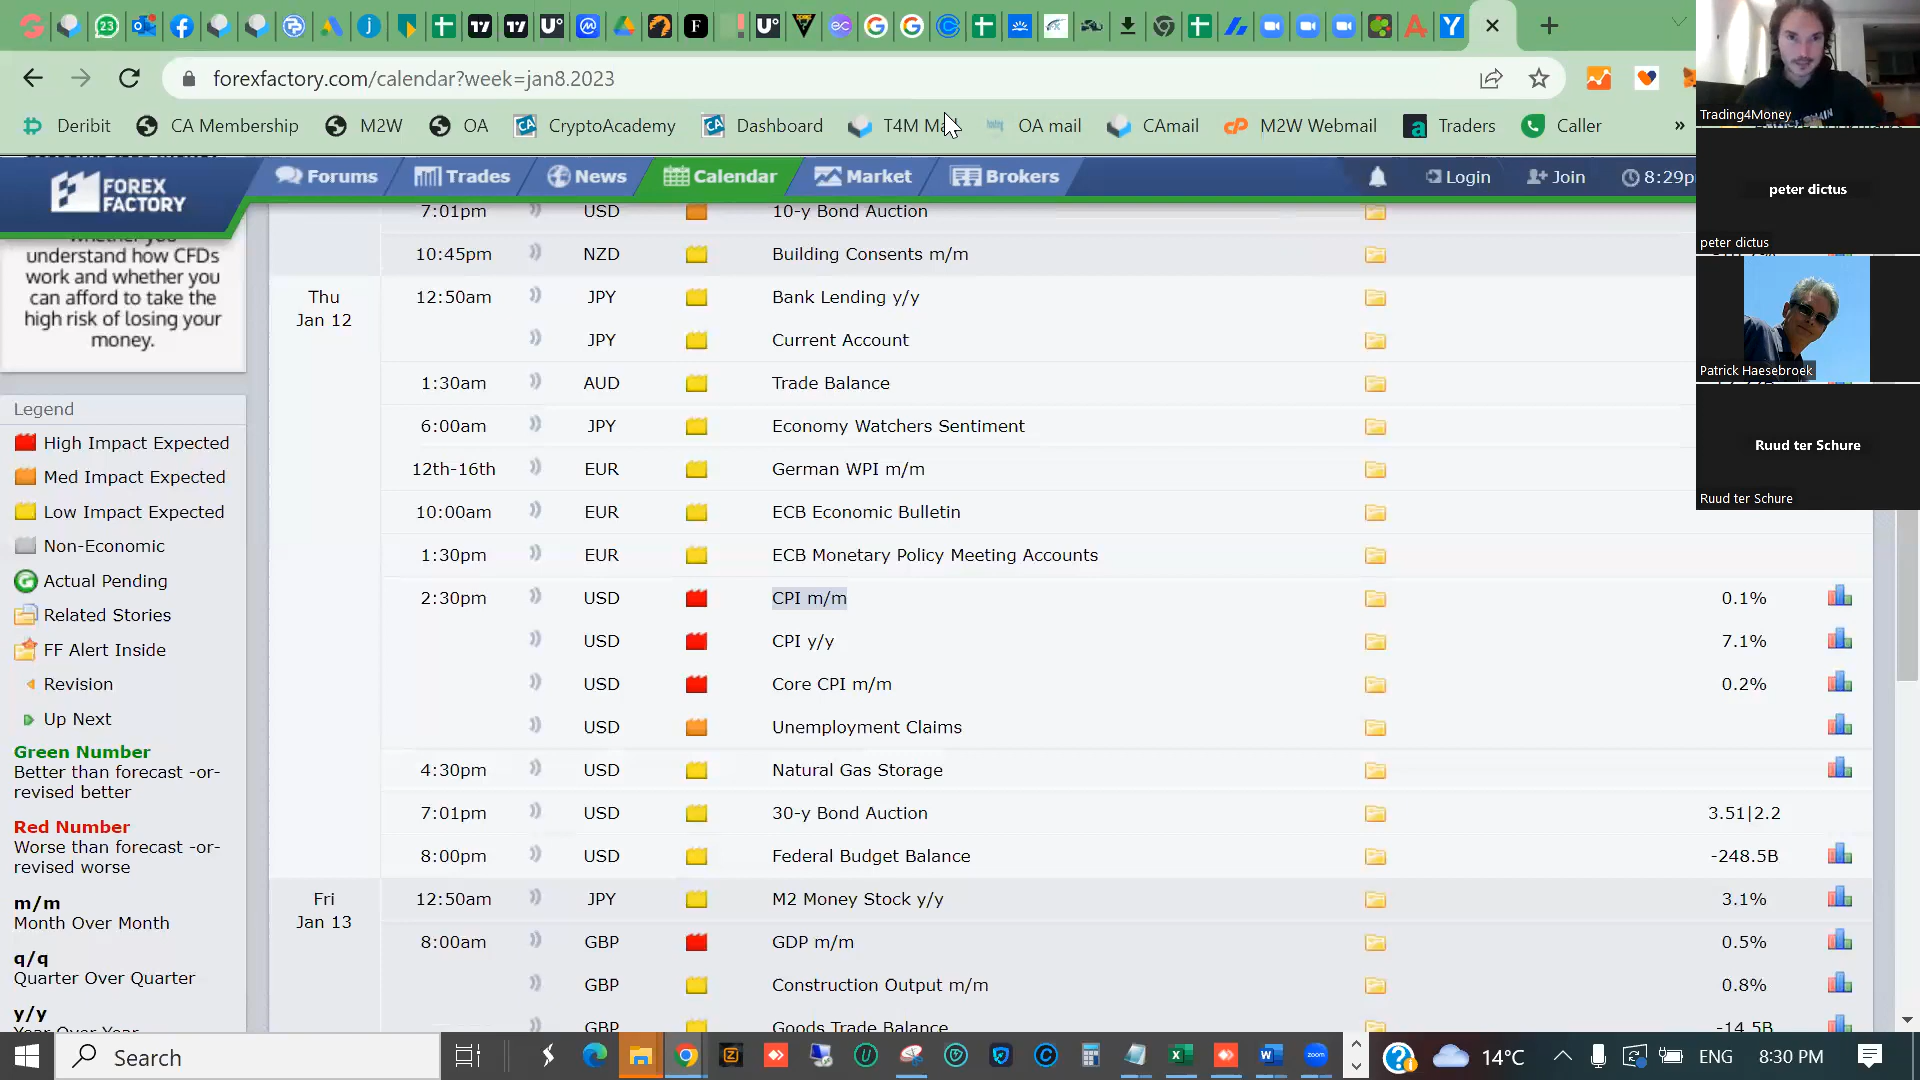 23
forexfactory.com/calendar?week=jan8.2023
Deribit
CA Membership
M2W
OA
CryptoAcademy
Dashboard
T4M
OA mail
CAmail
M2W Webmail
Traders
Caller
»
FOREX
FACTORY
Forums
Trades
News
Calendar
Market
Brokers
Login
Join
understand how CFDs
work and whether you
can afford to take the
high risk of losing your
money.
Legend
High Impact Expected
Med Impact Expected
Low Impact Expected
Non-Economic
Actual Pending
Related Stories
FF Alert Inside
Revision
Up Next
Green Number
Better than forecast -or-
revised better
Red Number
Worse than forecast -or-
revised worse
m/m
Month Over Month
q/q
Quarter Over Quarter
y/y
7:01pm USD 10-y Bond Auction
10:45pm NZD Building Consents m/m
Thu
Jan 12
12:50am JPY Bank Lending y/y
JPY Current Account
1:30am AUD Trade Balance
6:00am JPY Economy Watchers Sentiment
12th-16th EUR German WPI m/m
10:00am EUR ECB Economic Bulletin
1:30pm EUR ECB Monetary Policy Meeting Accounts
2:30pm USD CPI m/m 0.1%
USD CPI y/y 7.1%
USD Core CPI m/m 0.2%
USD Unemployment Claims
4:30pm USD Natural Gas Storage
7:01pm USD 30-y Bond Auction 3.51|2.2
8:00pm USD Federal Budget Balance -248.5B
Fri
Jan 13
12:50am JPY M2 Money Stock y/y 3.1%
8:00am GBP GDP m/m 0.5%
GBP Construction Output m/m 0.8%
GBP Goods Trade Balance -14.5B
Trading4Money
peter dictus
peter dictus
Patrick Haesebroek
Ruud ter Schure
Ruud ter Schure
Search
14°C
ENG
8:30 PM